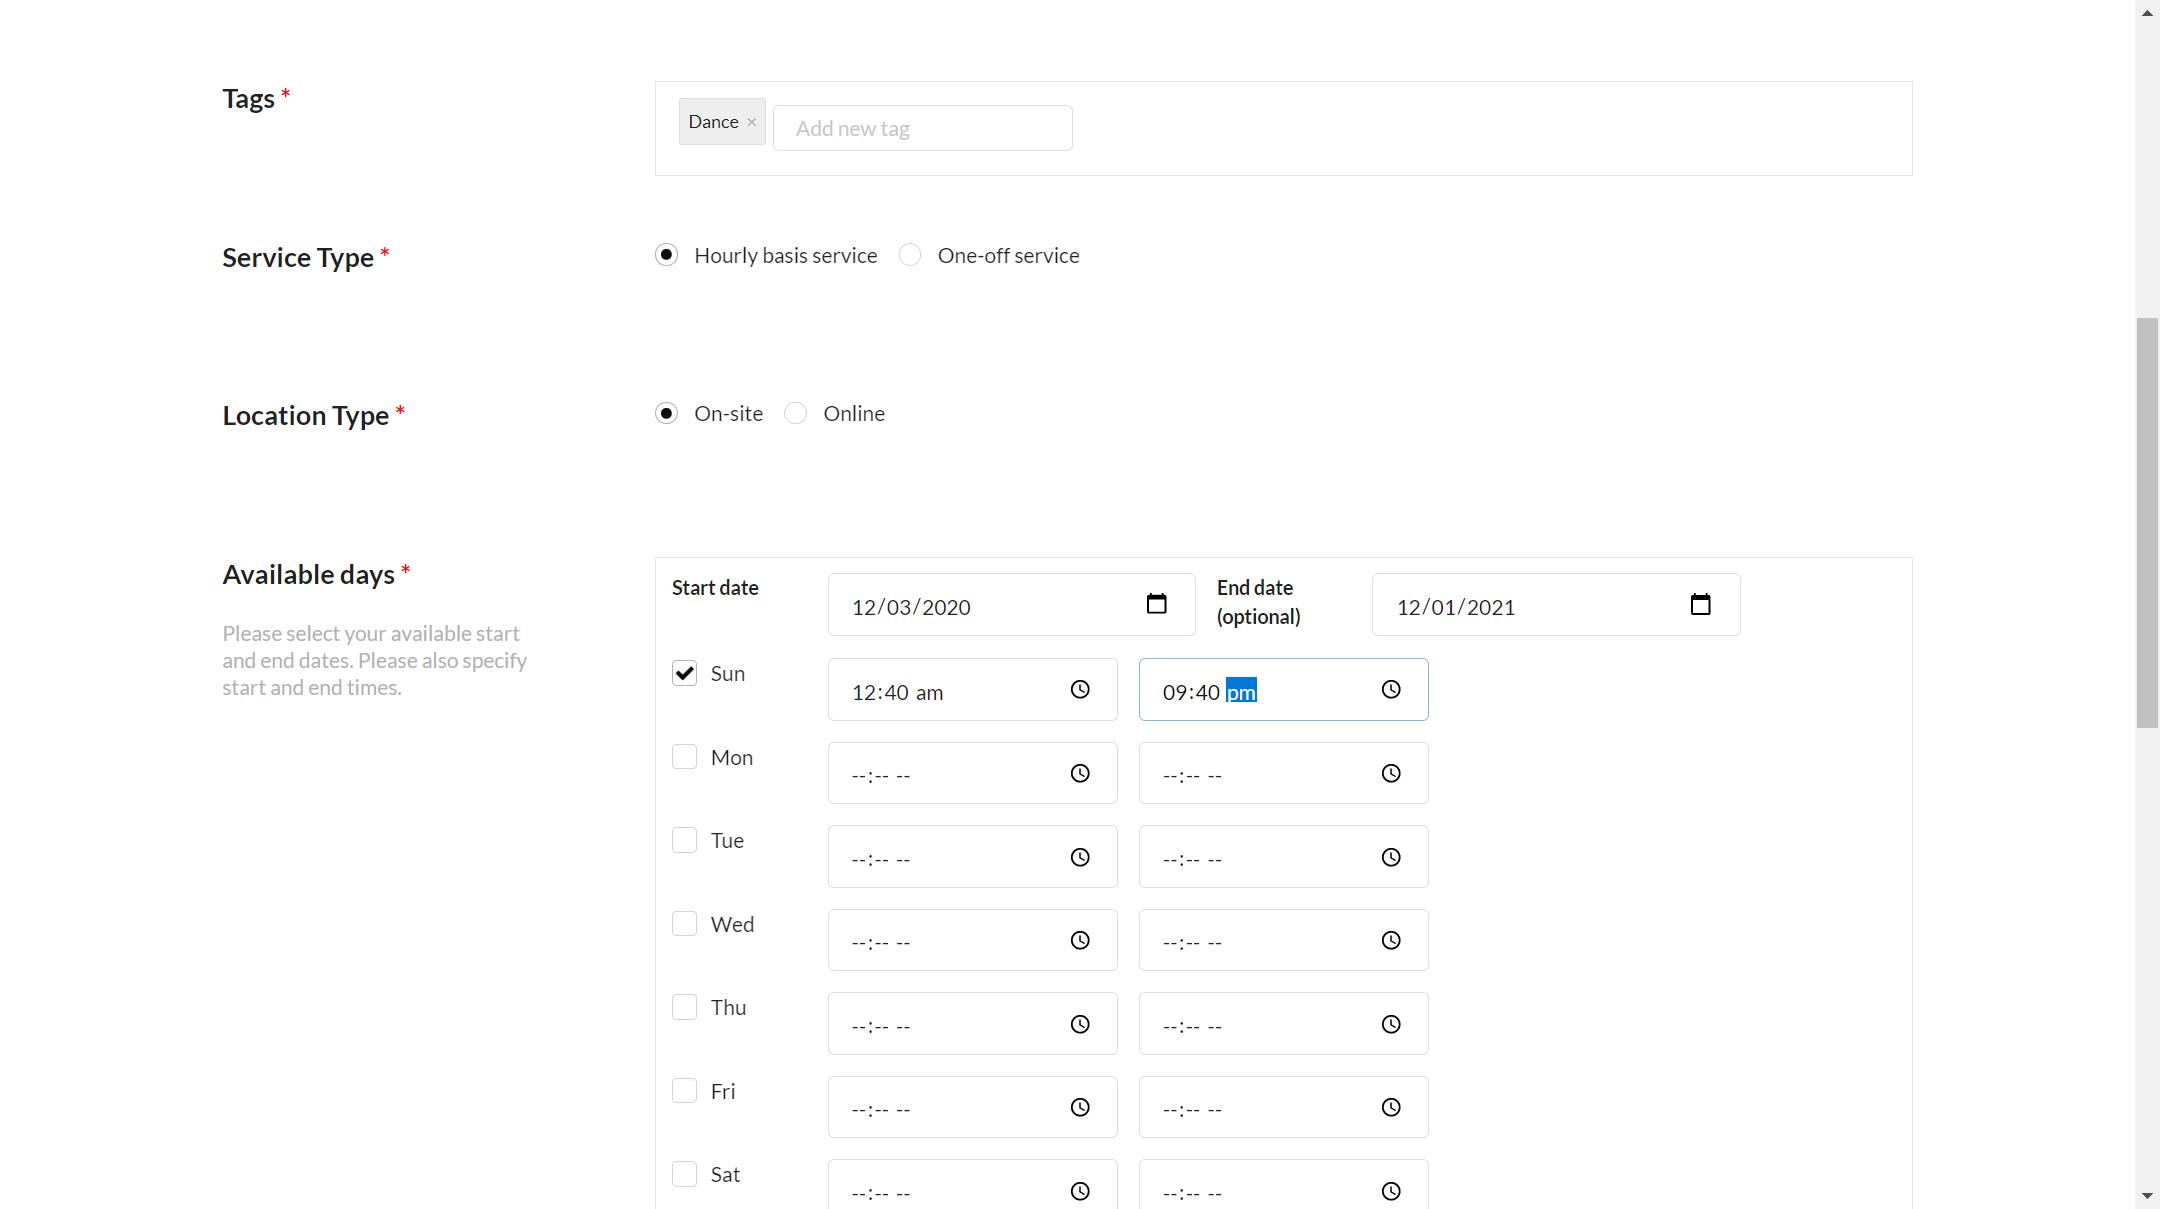 Tags *
Dance ×
Add new tag
Service Type *
Hourly basis service
One-off service
Location Type *
On-site
Online
Available days *
Please select your available start
and end dates. Please also specify
start and end times.
Start date
12/03/2020
End date
(optional)
12/01/2021
Sun
12:40 am
09:40 pm
Mon
--:-- --
--:-- --
Tue
--:-- --
--:-- --
Wed
--:-- --
--:-- --
Thu
--:-- --
--:-- --
Fri
--:-- --
--:-- --
Sat
--:-- --
--:-- --